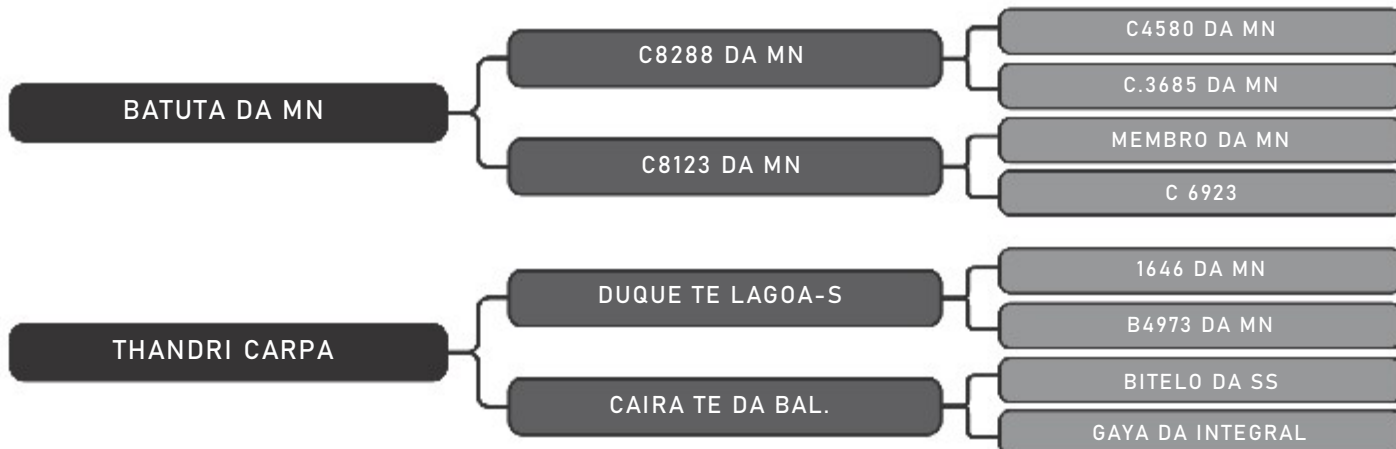 BATUTA DA MN
C8288 DA MN
C4580 DA MN
C.3685 DA MN
C8123 DA MN
MEMBRO DA MN
C 6923
THANDRI CARPA
DUQUE TE LAGOA-S
1646 DA MN
B4973 DA MN
CAIRA TE DA BAL.
BITELO DA SS
GAYA DA INTEGRAL